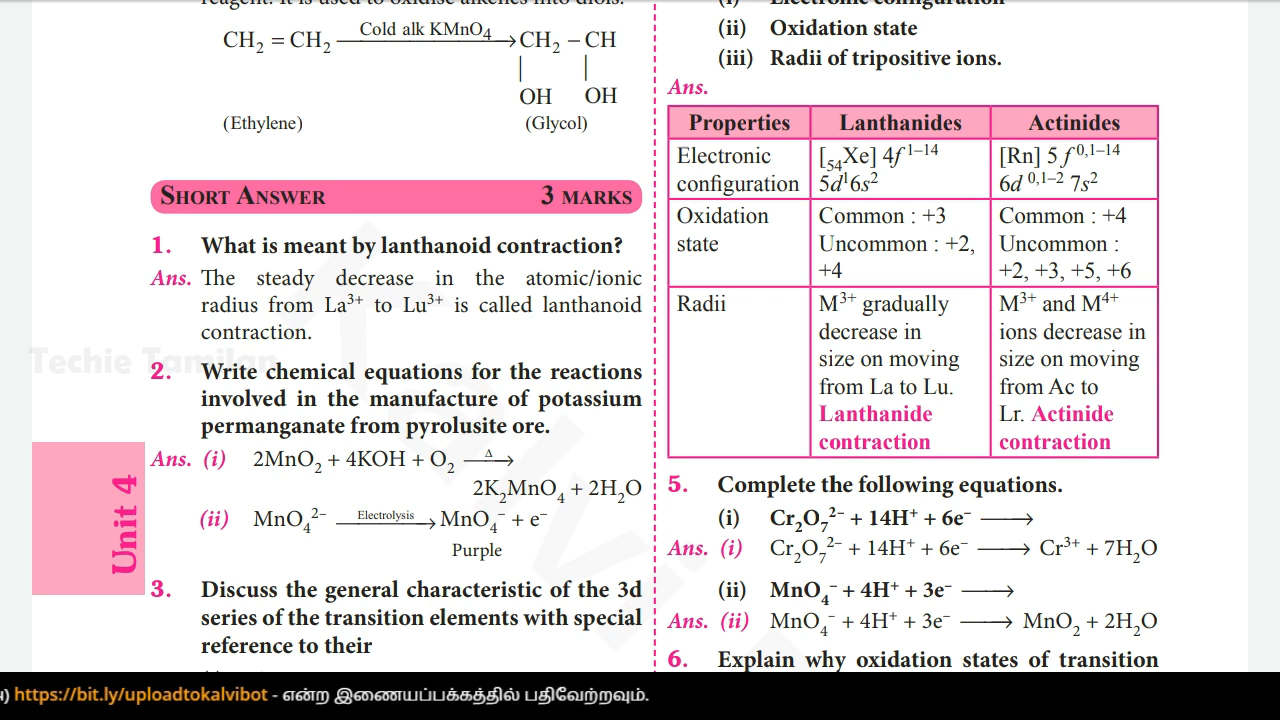 reagent. It is used to oxidise alkenes into diols.
CH2 = CH2 Cold alk KMnO4 → CH2 – CH
| |
OH OH
(Ethylene) (Glycol)
SHORT ANSWER 3 MARKS
1. What is meant by lanthanoid contraction?
Ans. The steady decrease in the atomic/ionic
radius from La³⁺ to Lu³⁺ is called lanthanoid
contraction.
2. Write chemical equations for the reactions
involved in the manufacture of potassium
permanganate from pyrolusite ore.
Ans. (i) 2MnO₂ + 4KOH + O₂ Δ→
2K₂MnO₄ + 2H₂O
(ii) MnO₄²⁻ Electrolysis→ MnO₄⁻ + e⁻
Purple
3. Discuss the general characteristic of the 3d
series of the transition elements with special
reference to their
Unit 4
Techie Tamilan
(i) Electronic configuration
(ii) Oxidation state
(iii) Radii of tripositive ions.
Ans.
Properties Lanthanides Actinides
Electronic [₅₄Xe] 4f¹⁻¹⁴ [Rn] 5f⁰,¹⁻¹⁴
configuration 5d¹6s² 6d⁰,¹⁻² 7s²
Oxidation Common : +3 Common : +4
state Uncommon : +2, Uncommon :
+4 +2, +3, +5, +6
Radii M³⁺ gradually M³⁺ and M⁴⁺
decrease in ions decrease in
size on moving size on moving
from La to Lu. from Ac to
Lanthanide Lr. Actinide
contraction contraction
5. Complete the following equations.
(i) Cr₂O₇²⁻ + 14H⁺ + 6e⁻ →
Ans. (i) Cr₂O₇²⁻ + 14H⁺ + 6e⁻ → Cr³⁺ + 7H₂O
(ii) MnO₄⁻ + 4H⁺ + 3e⁻ →
Ans. (ii) MnO₄⁻ + 4H⁺ + 3e⁻ → MnO₂ + 2H₂O
6. Explain why oxidation states of transition
) https://bit.ly/uploadtokalvibot - என்ற இணையப்பக்கத்தில் பதிவேற்றவும்.